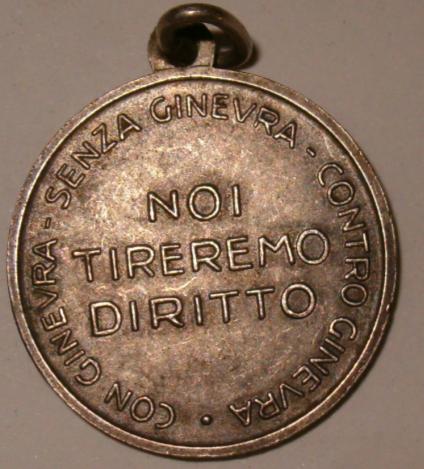 CON GINEVRA - SENZA GINEVRA - CONTRO GINEVRA •
NOI
TIREREMO
DIRITTO